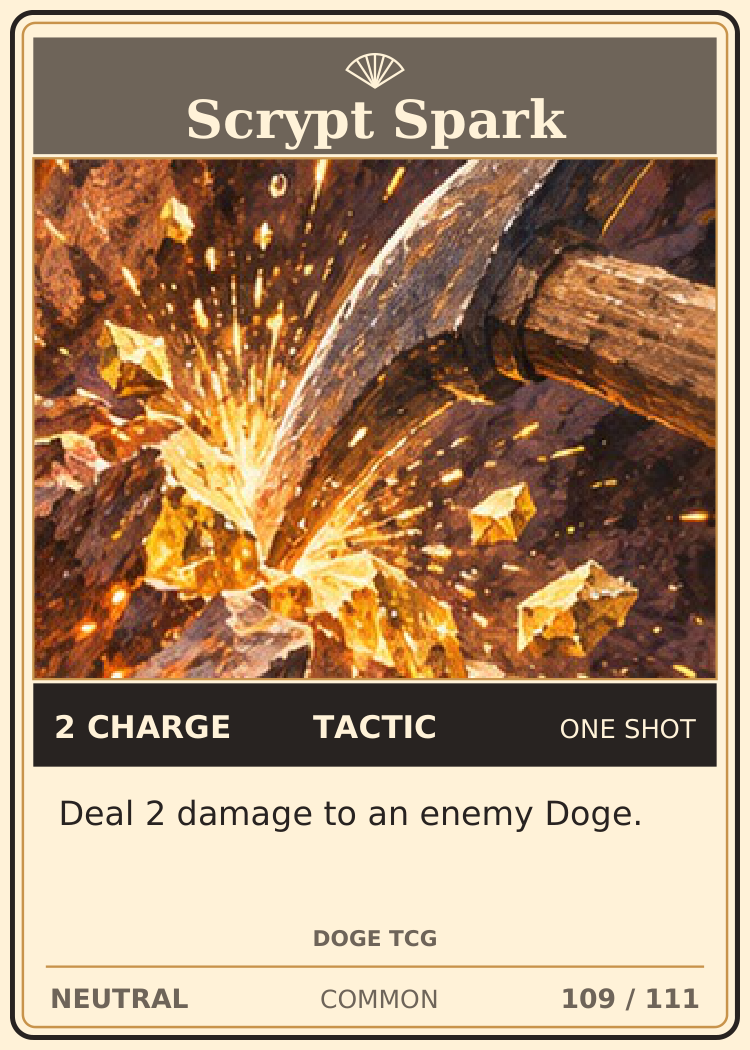 Scrypt Spark
2 CHARGE TACTIC ONE SHOT
Deal 2 damage to an enemy Doge.
DOGE TCG
NEUTRAL COMMON 109 / 111